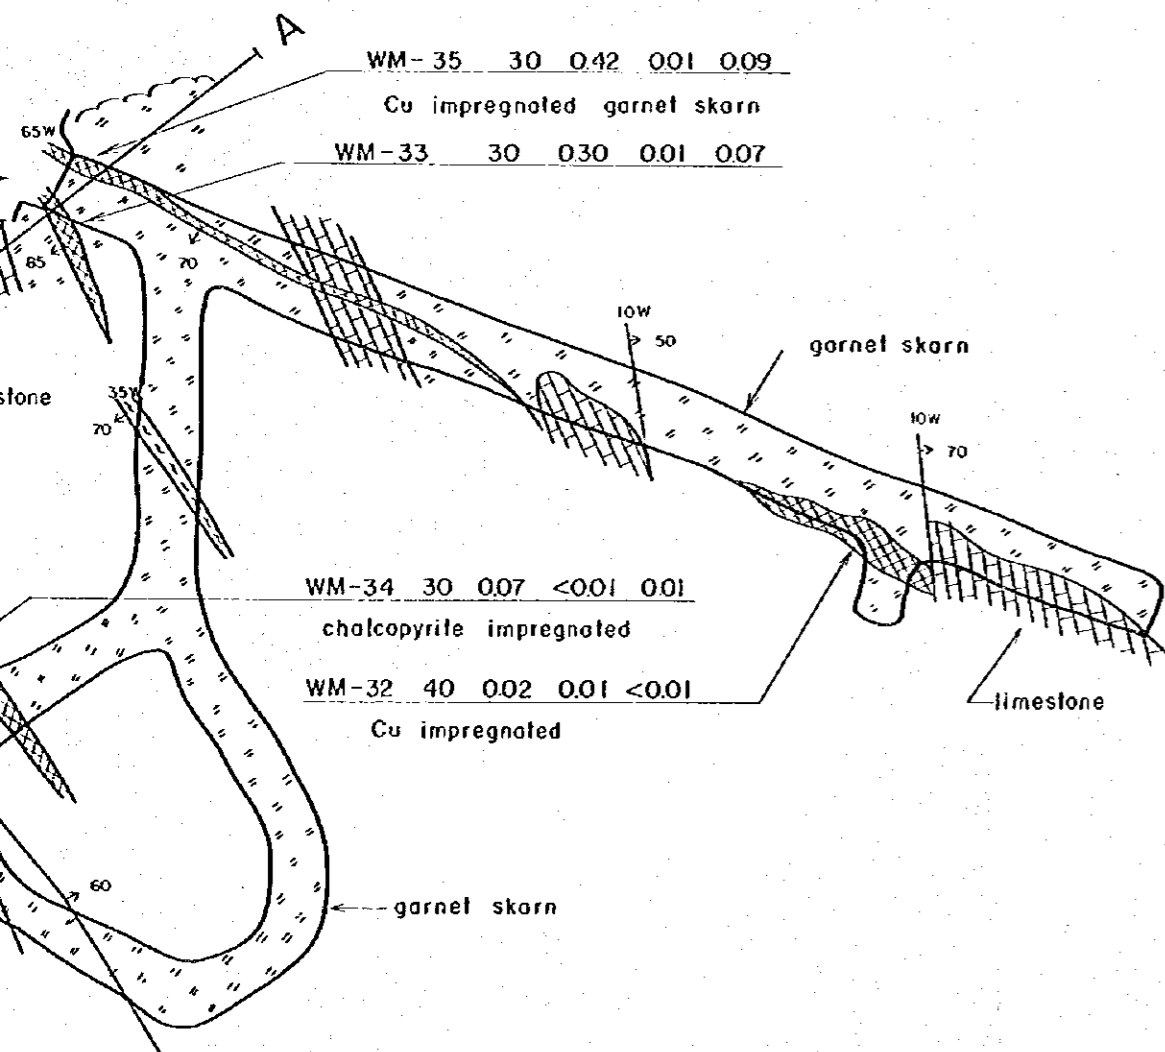 A
WM-35 30 0.42 0.01 0.09
Cu impregnated garnet skarn
65W
WM-33 30 0.30 0.01 0.07
85
70
10W
50
garnet skarn
stone
35W
70
10W
70
WM-34 30 0.07 <0.01 0.01
chalcopyrite impregnated
WM-32 40 0.02 0.01 <0.01
Cu impregnated
limestone
60
garnet skarn